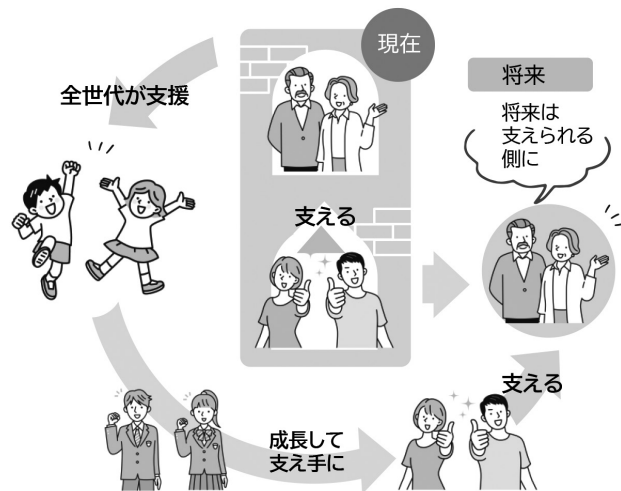 現在
全世代が支援
支える
将来
将来は
支えられる
側に
支える
成長して
支え手に